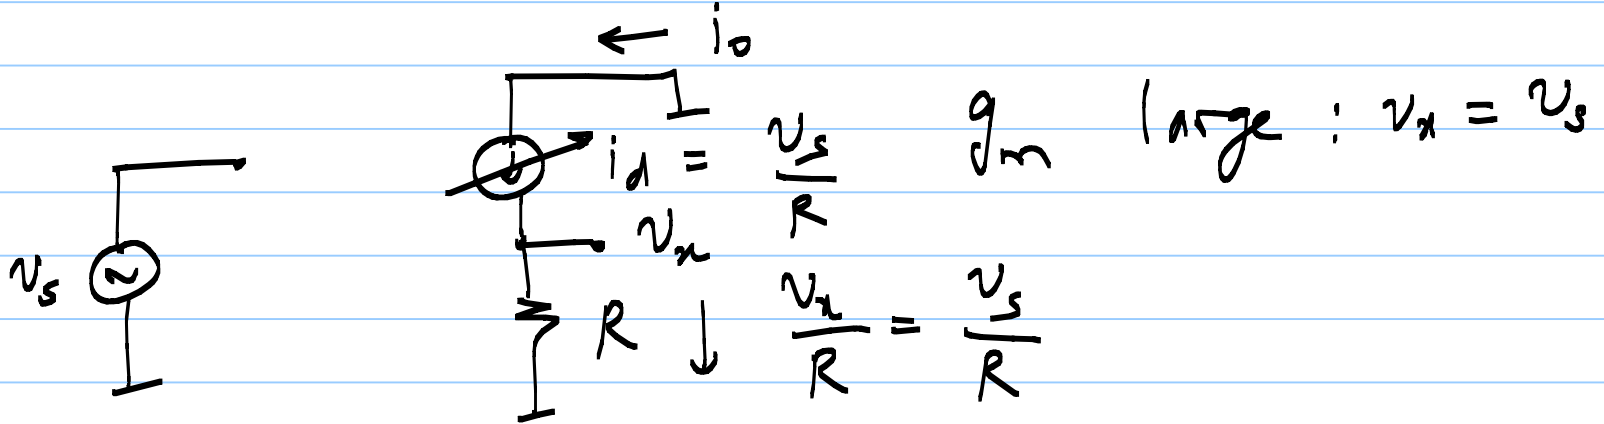 i₀
g_m large : v_x = v_s
i_d = v_s / R
v_x
v_s
R ↓ v_x / R = v_s / R